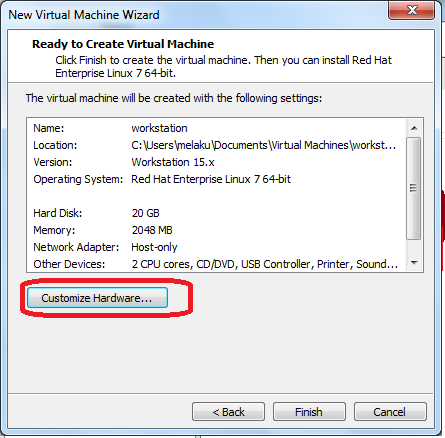 New Virtual Machine Wizard
Ready to Create Virtual Machine
Click Finish to create the virtual machine. Then you can install Red Hat
Enterprise Linux 7 64-bit.
The virtual machine will be created with the following settings:
Name: workstation
Location: C:\Users\melaku\Documents\Virtual Machines\workst...
Version: Workstation 15.x
Operating System: Red Hat Enterprise Linux 7 64-bit
Hard Disk: 20 GB
Memory: 2048 MB
Network Adapter: Host-only
Other Devices: 2 CPU cores, CD/DVD, USB Controller, Printer, Sound...
Customize Hardware...
< Back Finish Cancel